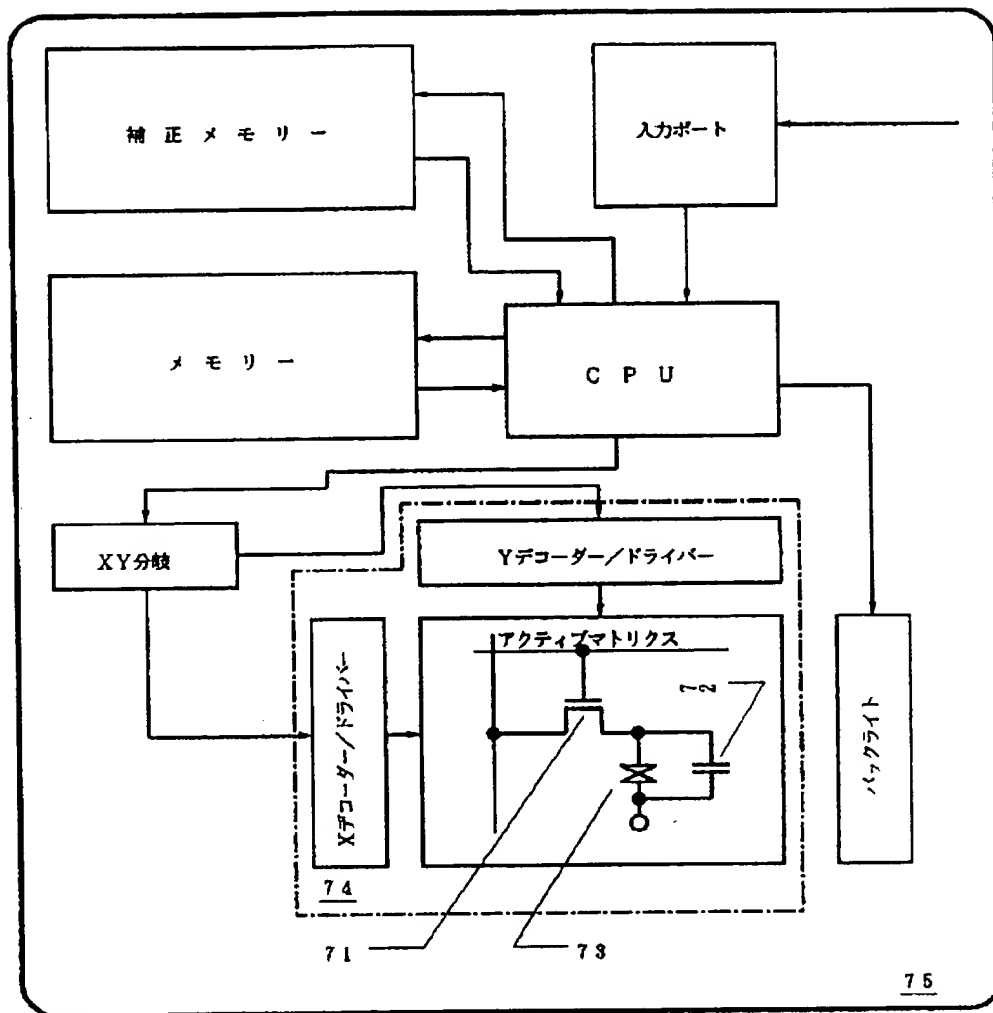 補正メモリー
入力ポート
メモリー
CPU
XY分岐
Yデコーダー/ドライバー
Xデコーダー/ドライバー
アクティブマトリクス
72
バックライト
74
71
73
75